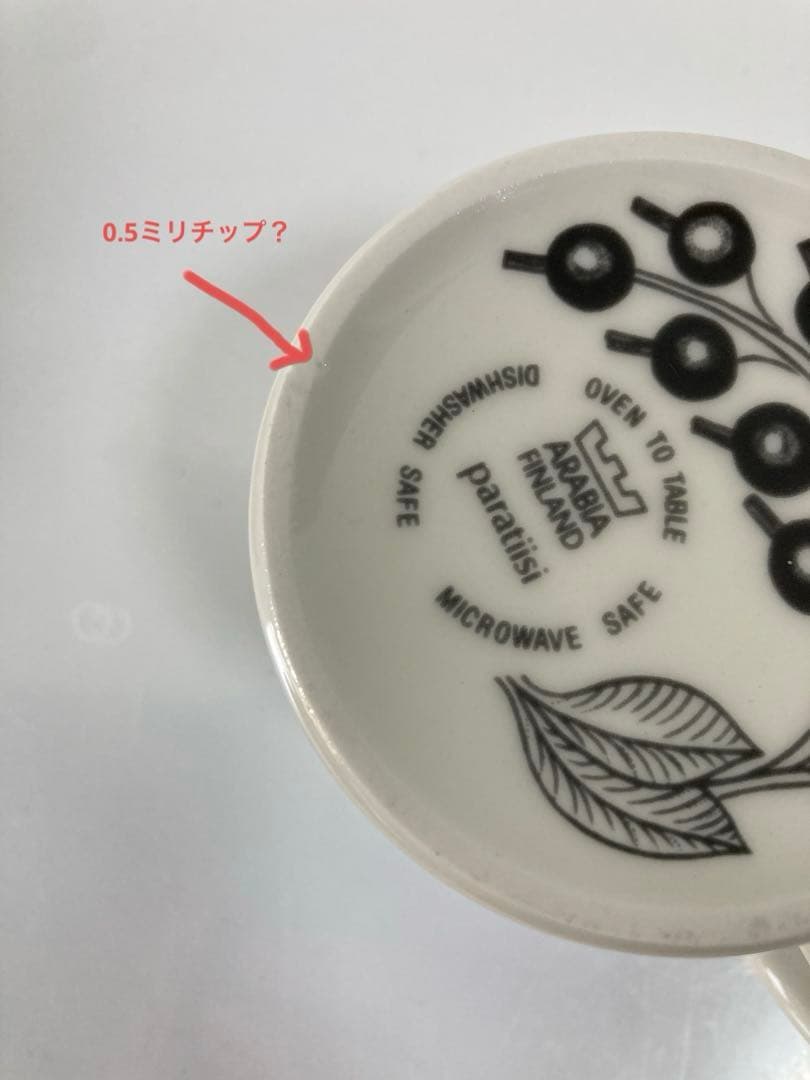 0.5ミリチップ？
DISHWASHER SAFE
OVEN TO TABLE
ARABIA
FINLAND
paratiisi
MICROWAVE SAFE